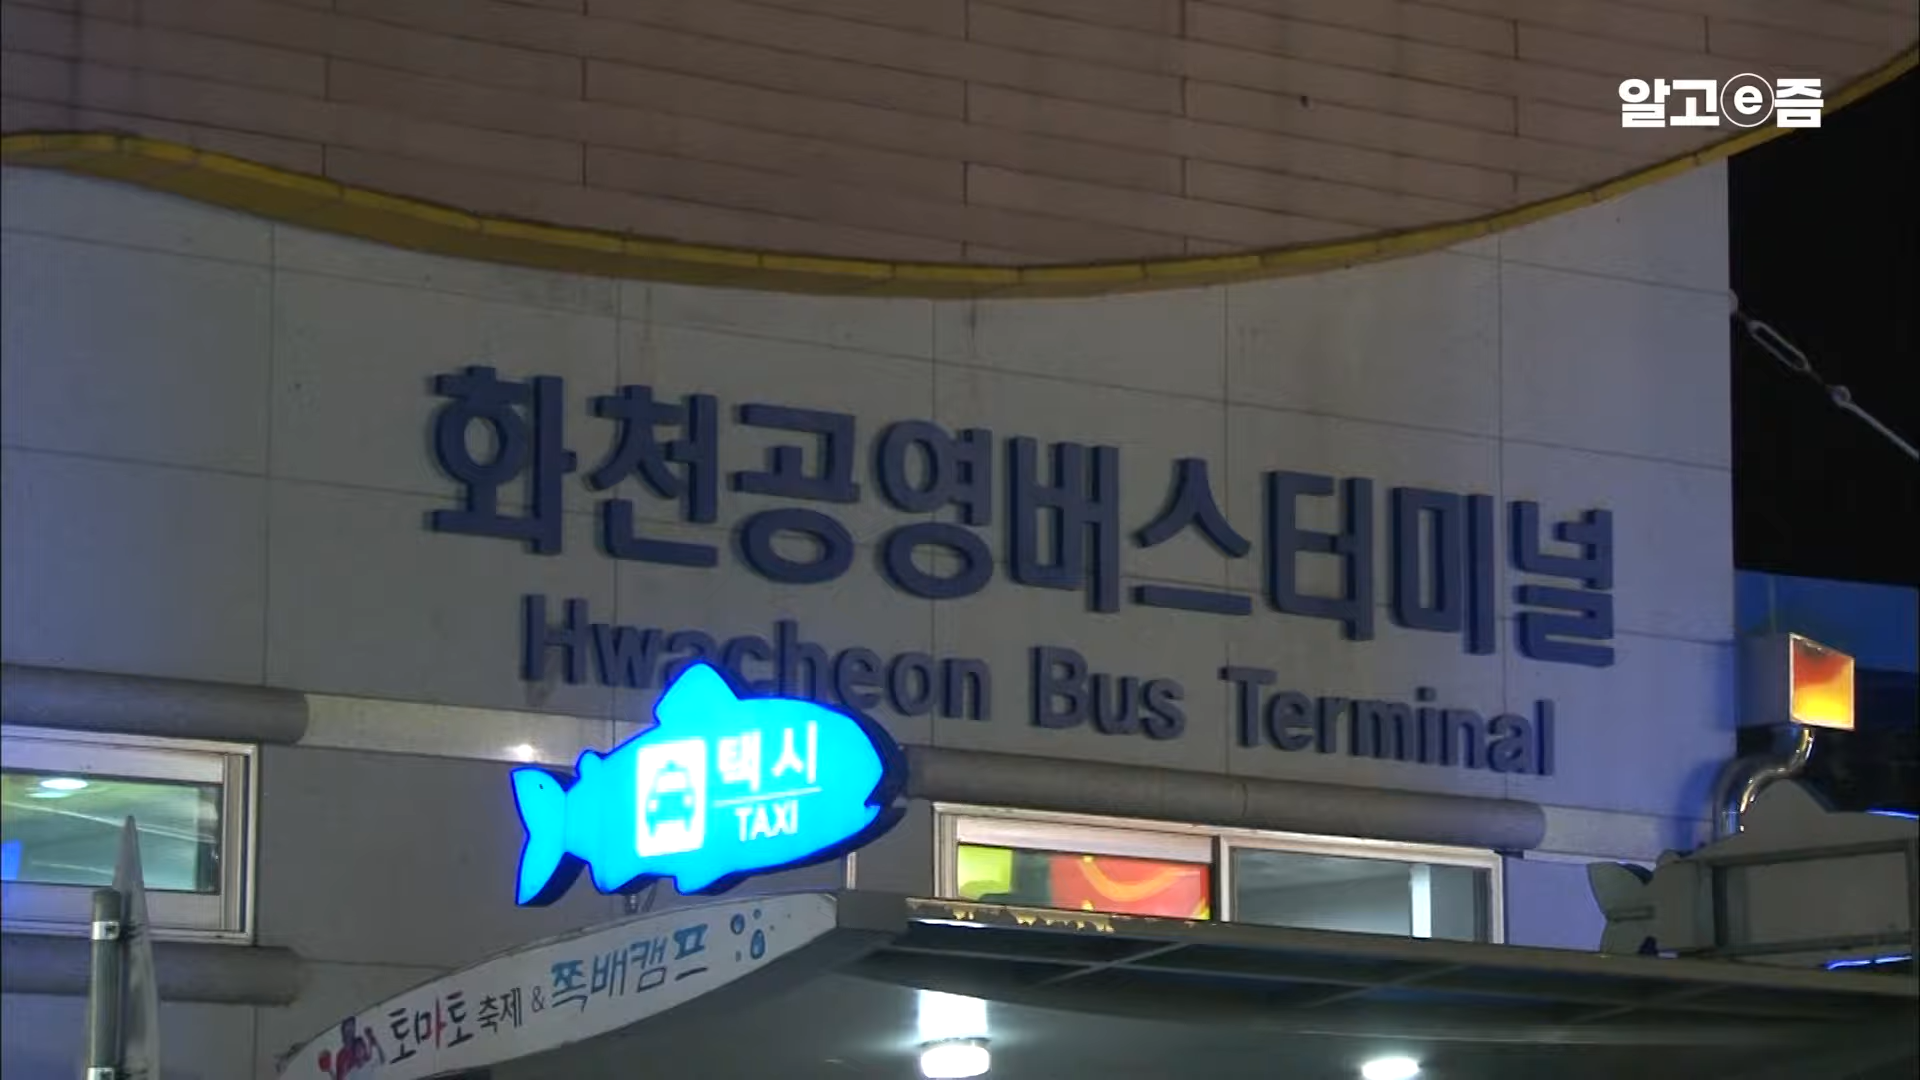 알고e즘
화천공영버스터미널
Hwacheon Bus Terminal
택시
TAXI
토마토축제 & 쪽배캠프